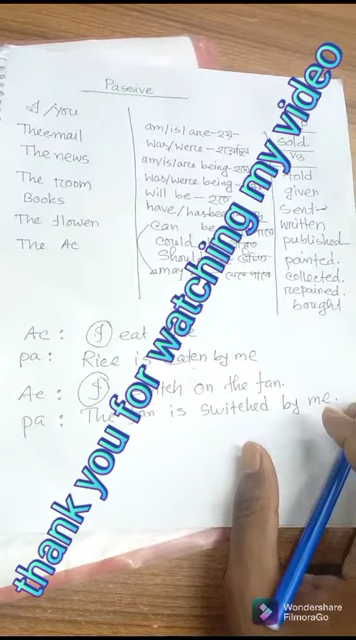 Passive
I/you
The email
The news
The Room
Books
The flower
The Ac
am/is/are - হয়
was/were -
am/is/are being -
was/were being -
will be - হবে
have/has been
can be
could
Should
may যেতে পারে
Sold
V3
told
given
Sent
written
published
painted.
collected.
repaired.
bought
Ac: I eat
pa: Rice is eaten by me
Ac: I on the fan.
pa: The fan is switched by me.
thank you for watching my video
Wondershare
FilmoraGo